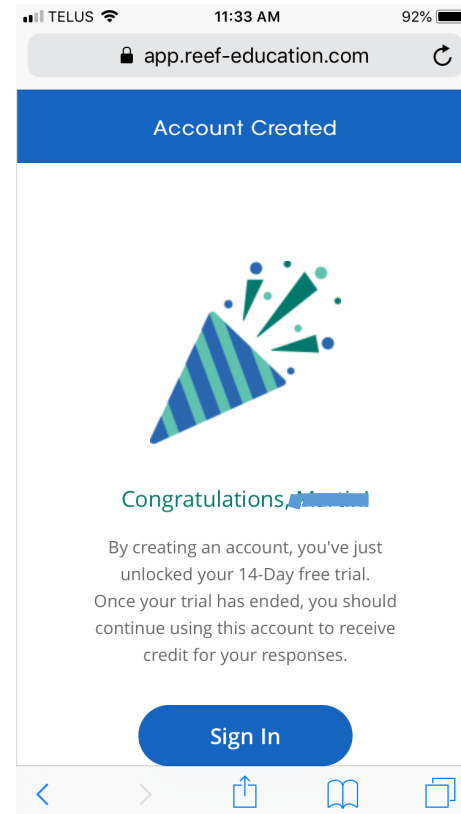 TELUS 11:33 AM 92%
app.reef-education.com
Account Created
Congratulations,
By creating an account, you've just
unlocked your 14-Day free trial.
Once your trial has ended, you should
continue using this account to receive
credit for your responses.
Sign In